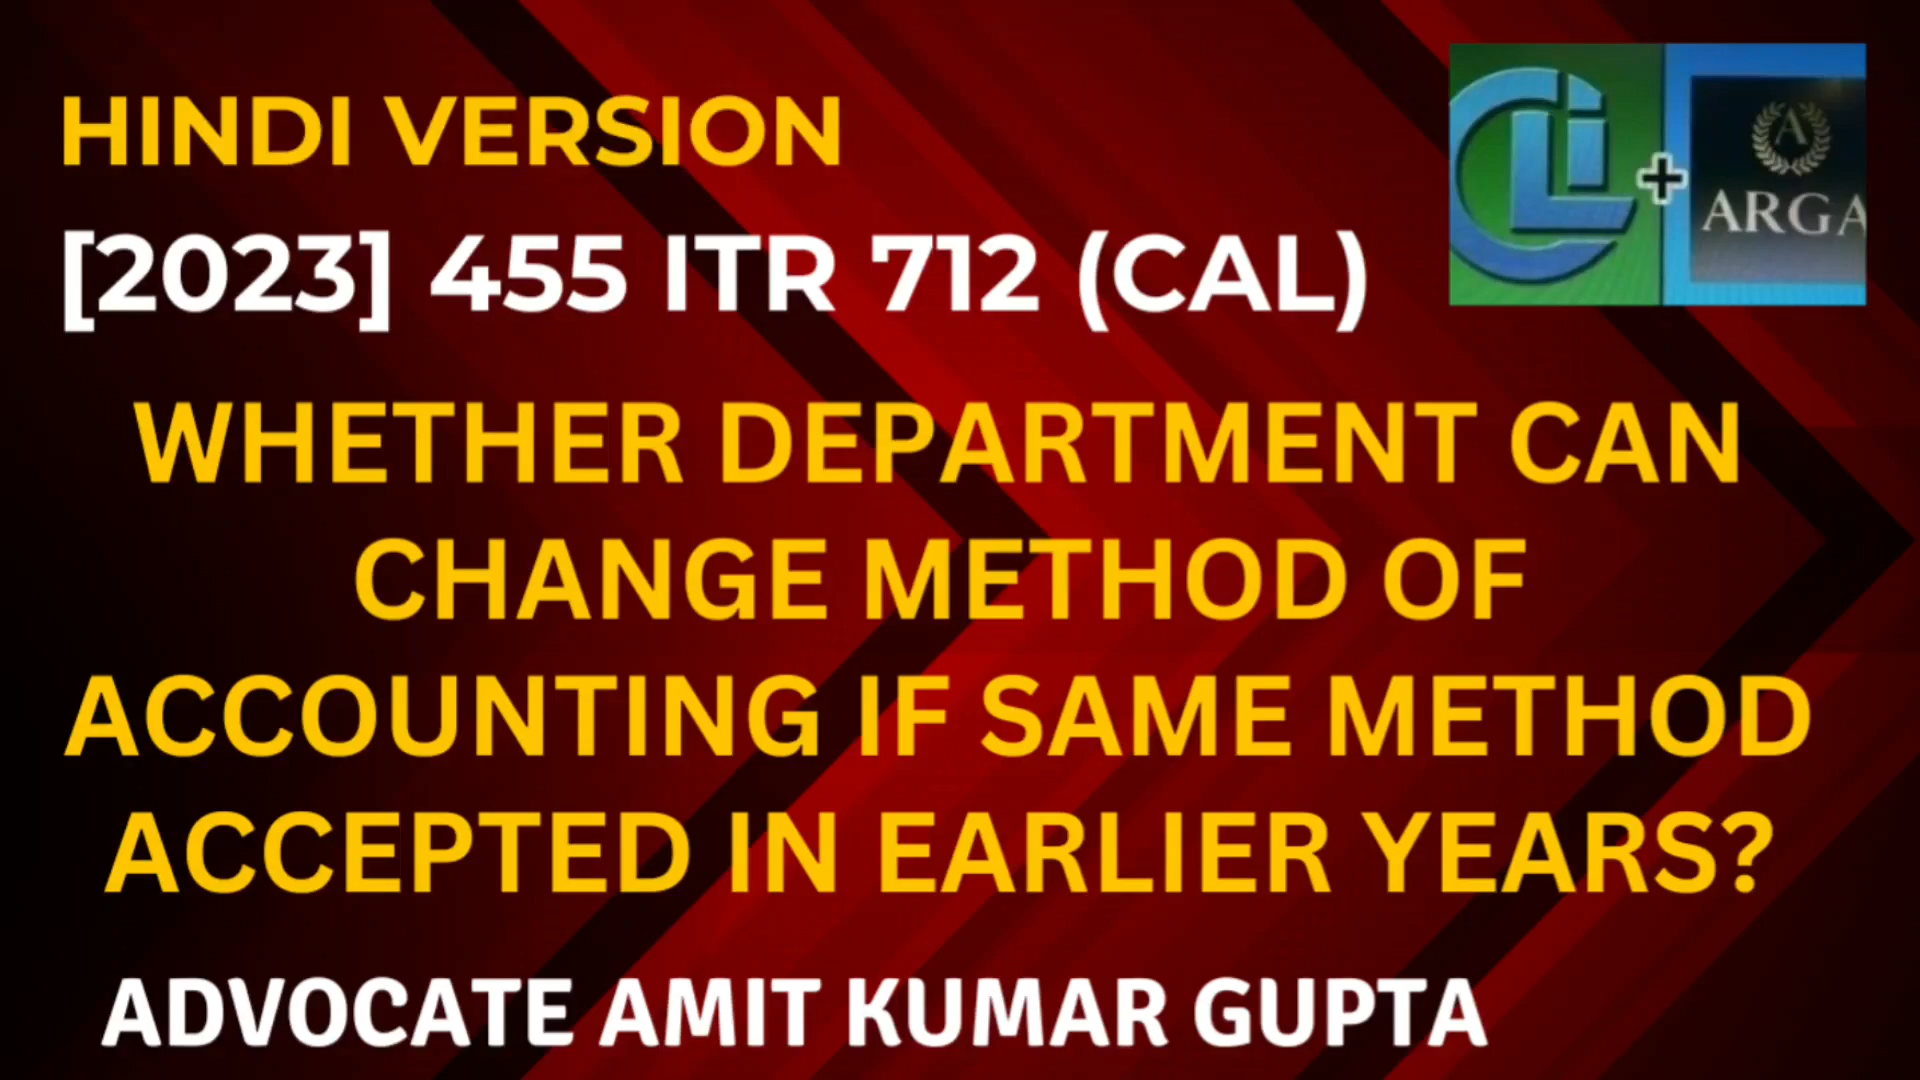 HINDI VERSION
[2023] 455 ITR 712 (CAL)
CLI + A
ARGA
WHETHER DEPARTMENT CAN
CHANGE METHOD OF
ACCOUNTING IF SAME METHOD
ACCEPTED IN EARLIER YEARS?
ADVOCATE AMIT KUMAR GUPTA